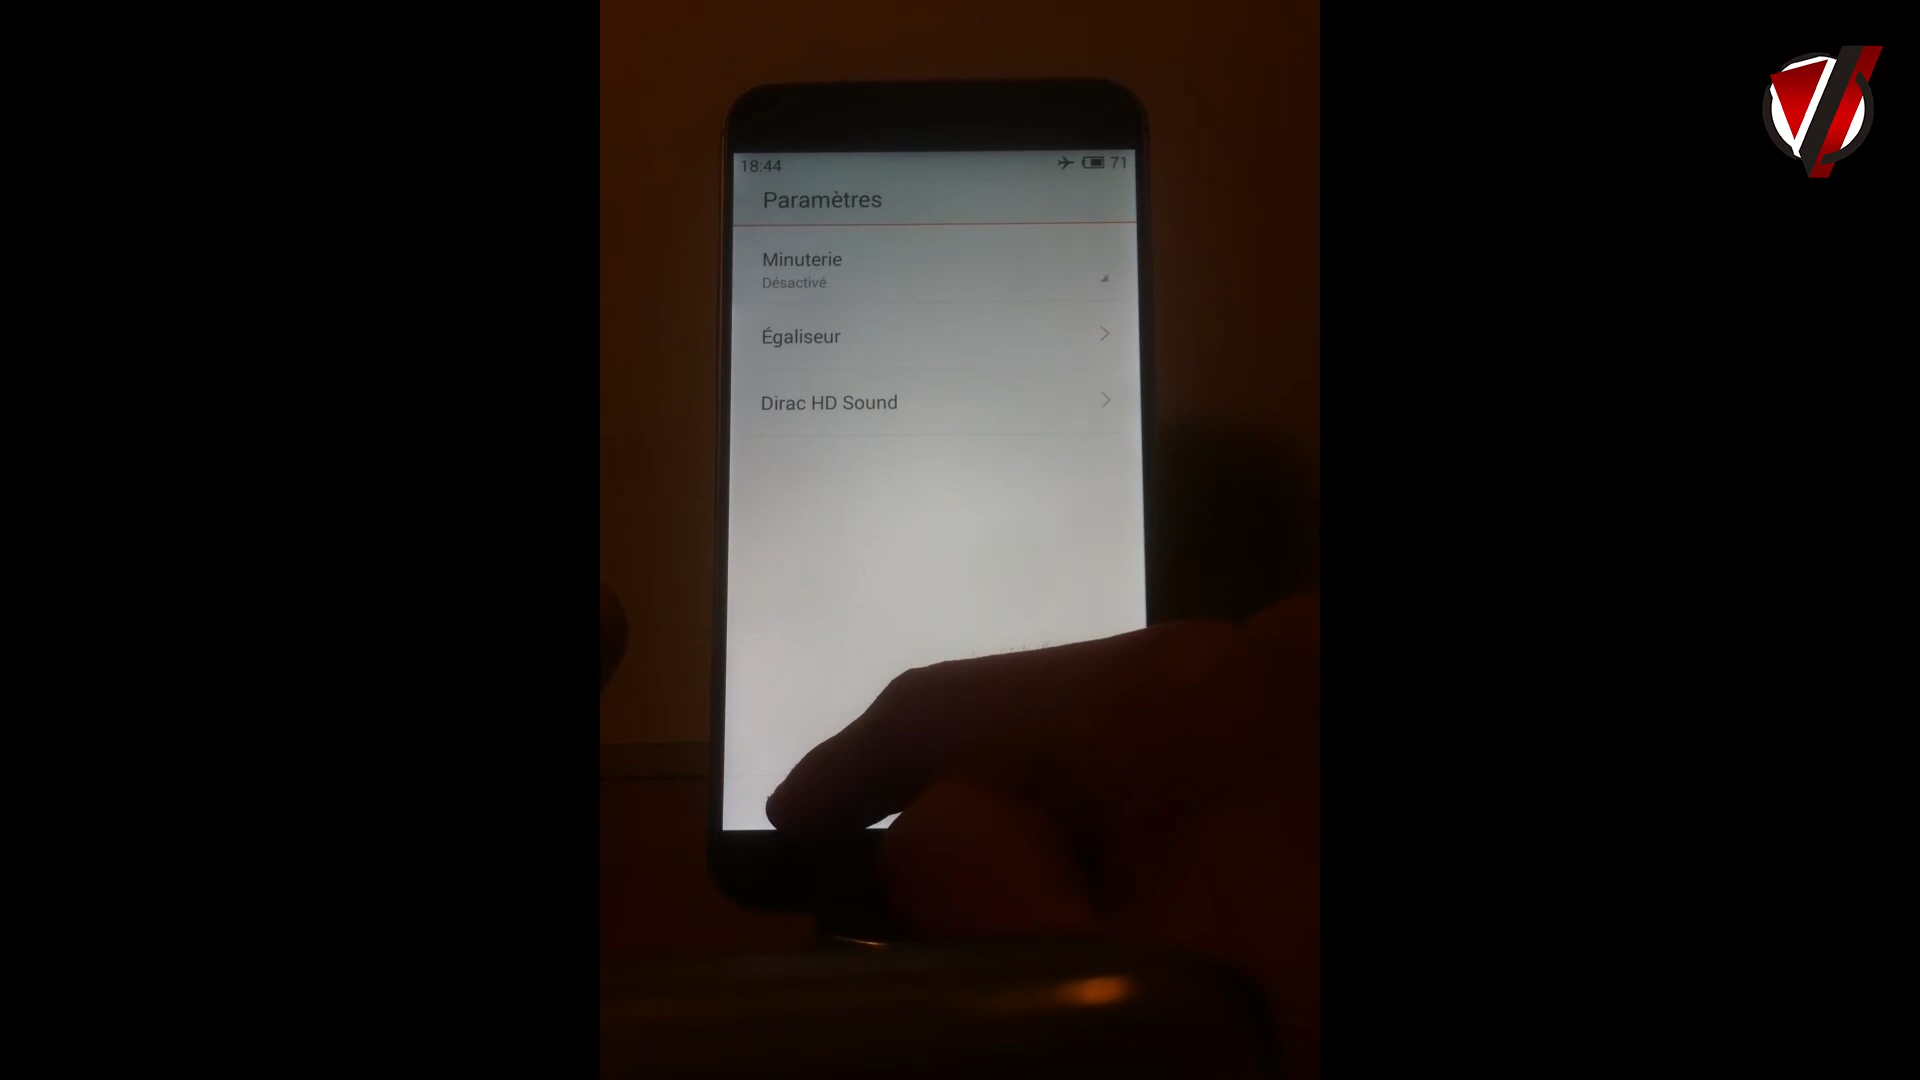 18:44 71
Paramètres
Minuterie
Désactivé
Égaliseur
Dirac HD Sound